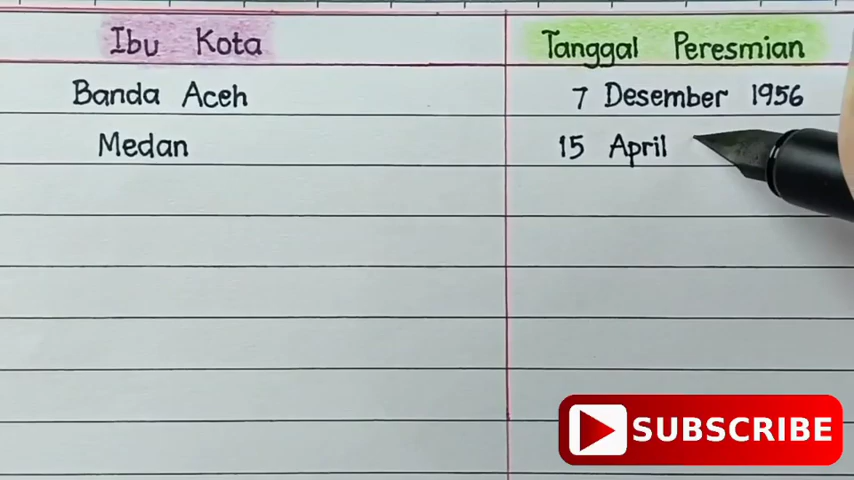 Ibu Kota Tanggal Peresmian
Banda Aceh 7 Desember 1956
Medan 15 April
SUBSCRIBE